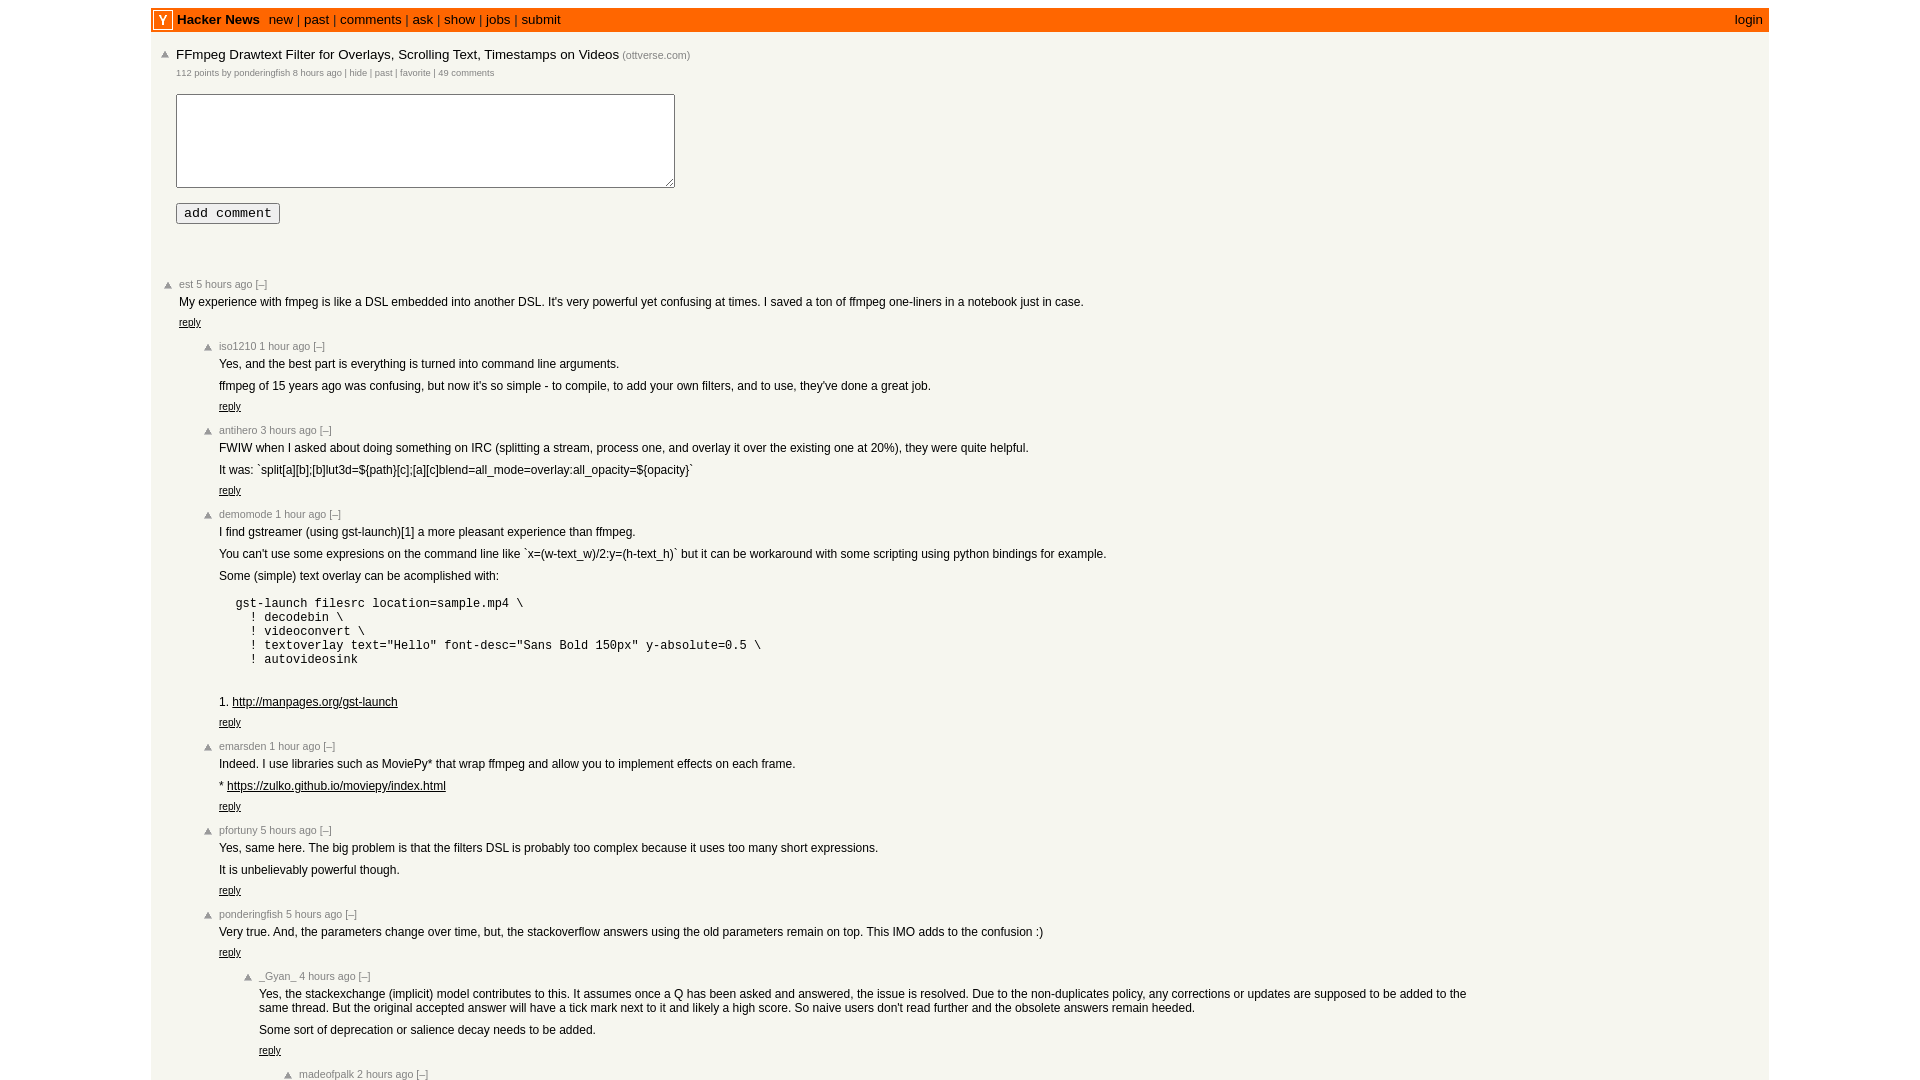 Y Hacker News new | past | comments | ask | show | jobs | submit login
FFmpeg Drawtext Filter for Overlays, Scrolling Text, Timestamps on Videos (ottverse.com)
112 points by ponderingfish 8 hours ago | hide | past | favorite | 49 comments
add comment
est 5 hours ago [–]
My experience with fmpeg is like a DSL embedded into another DSL. It's very powerful yet confusing at times. I saved a ton of ffmpeg one-liners in a notebook just in case.
reply
iso1210 1 hour ago [–]
Yes, and the best part is everything is turned into command line arguments.
ffmpeg of 15 years ago was confusing, but now it's so simple - to compile, to add your own filters, and to use, they've done a great job.
reply
antihero 3 hours ago [–]
FWIW when I asked about doing something on IRC (splitting a stream, process one, and overlay it over the existing one at 20%), they were quite helpful.
It was: `split[a][b];[b]lut3d=${path}[c];[a][c]blend=all_mode=overlay:all_opacity=${opacity}`
reply
demomode 1 hour ago [–]
I find gstreamer (using gst-launch)[1] a more pleasant experience than ffmpeg.
You can't use some expresions on the command line like `x=(w-text_w)/2:y=(h-text_h)` but it can be workaround with some scripting using python bindings for example.
Some (simple) text overlay can be acomplished with:
gst-launch filesrc location=sample.mp4 \
! decodebin \
! videoconvert \
! textoverlay text="Hello" font-desc="Sans Bold 150px" y-absolute=0.5 \
! autovideosink
1. http://manpages.org/gst-launch
reply
emarsden 1 hour ago [–]
Indeed. I use libraries such as MoviePy* that wrap ffmpeg and allow you to implement effects on each frame.
* https://zulko.github.io/moviepy/index.html
reply
pfortuny 5 hours ago [–]
Yes, same here. The big problem is that the filters DSL is probably too complex because it uses too many short expressions.
It is unbelievably powerful though.
reply
ponderingfish 5 hours ago [–]
Very true. And, the parameters change over time, but, the stackoverflow answers using the old parameters remain on top. This IMO adds to the confusion :)
reply
_Gyan_ 4 hours ago [–]
Yes, the stackexchange (implicit) model contributes to this. It assumes once a Q has been asked and answered, the issue is resolved. Due to the non-duplicates policy, any corrections or updates are supposed to be added to the
same thread. But the original accepted answer will have a tick mark next to it and likely a high score. So naive users don't read further and the obsolete answers remain heeded.
Some sort of deprecation or salience decay needs to be added.
reply
madeofpalk 2 hours ago [–]